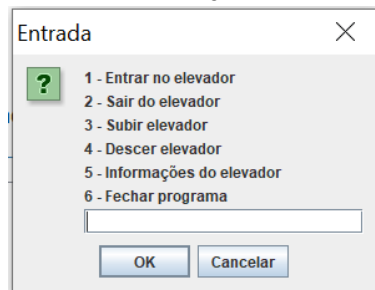 Entrada
1 - Entrar no elevador
2 - Sair do elevador
3 - Subir elevador
4 - Descer elevador
5 - Informações do elevador
6 - Fechar programa
OK Cancelar